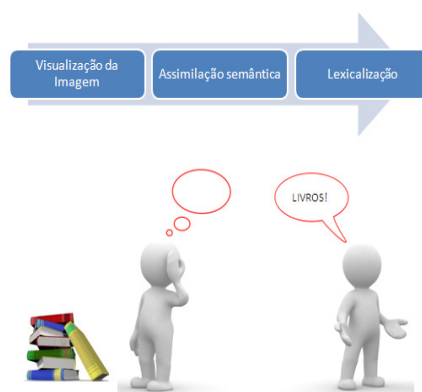 Visualização da
Imagem
Assimilação semântica
Lexicalização
LIVROS!